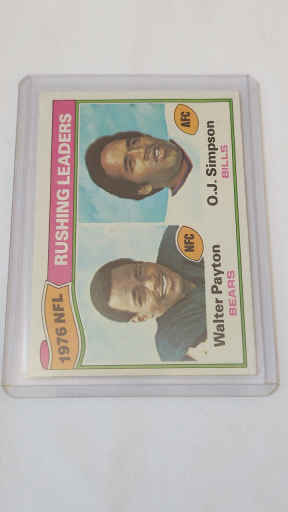 1976 NFL
RUSHING LEADERS
NFC
AFC
Walter Payton
BEARS
O.J. Simpson
BILLS